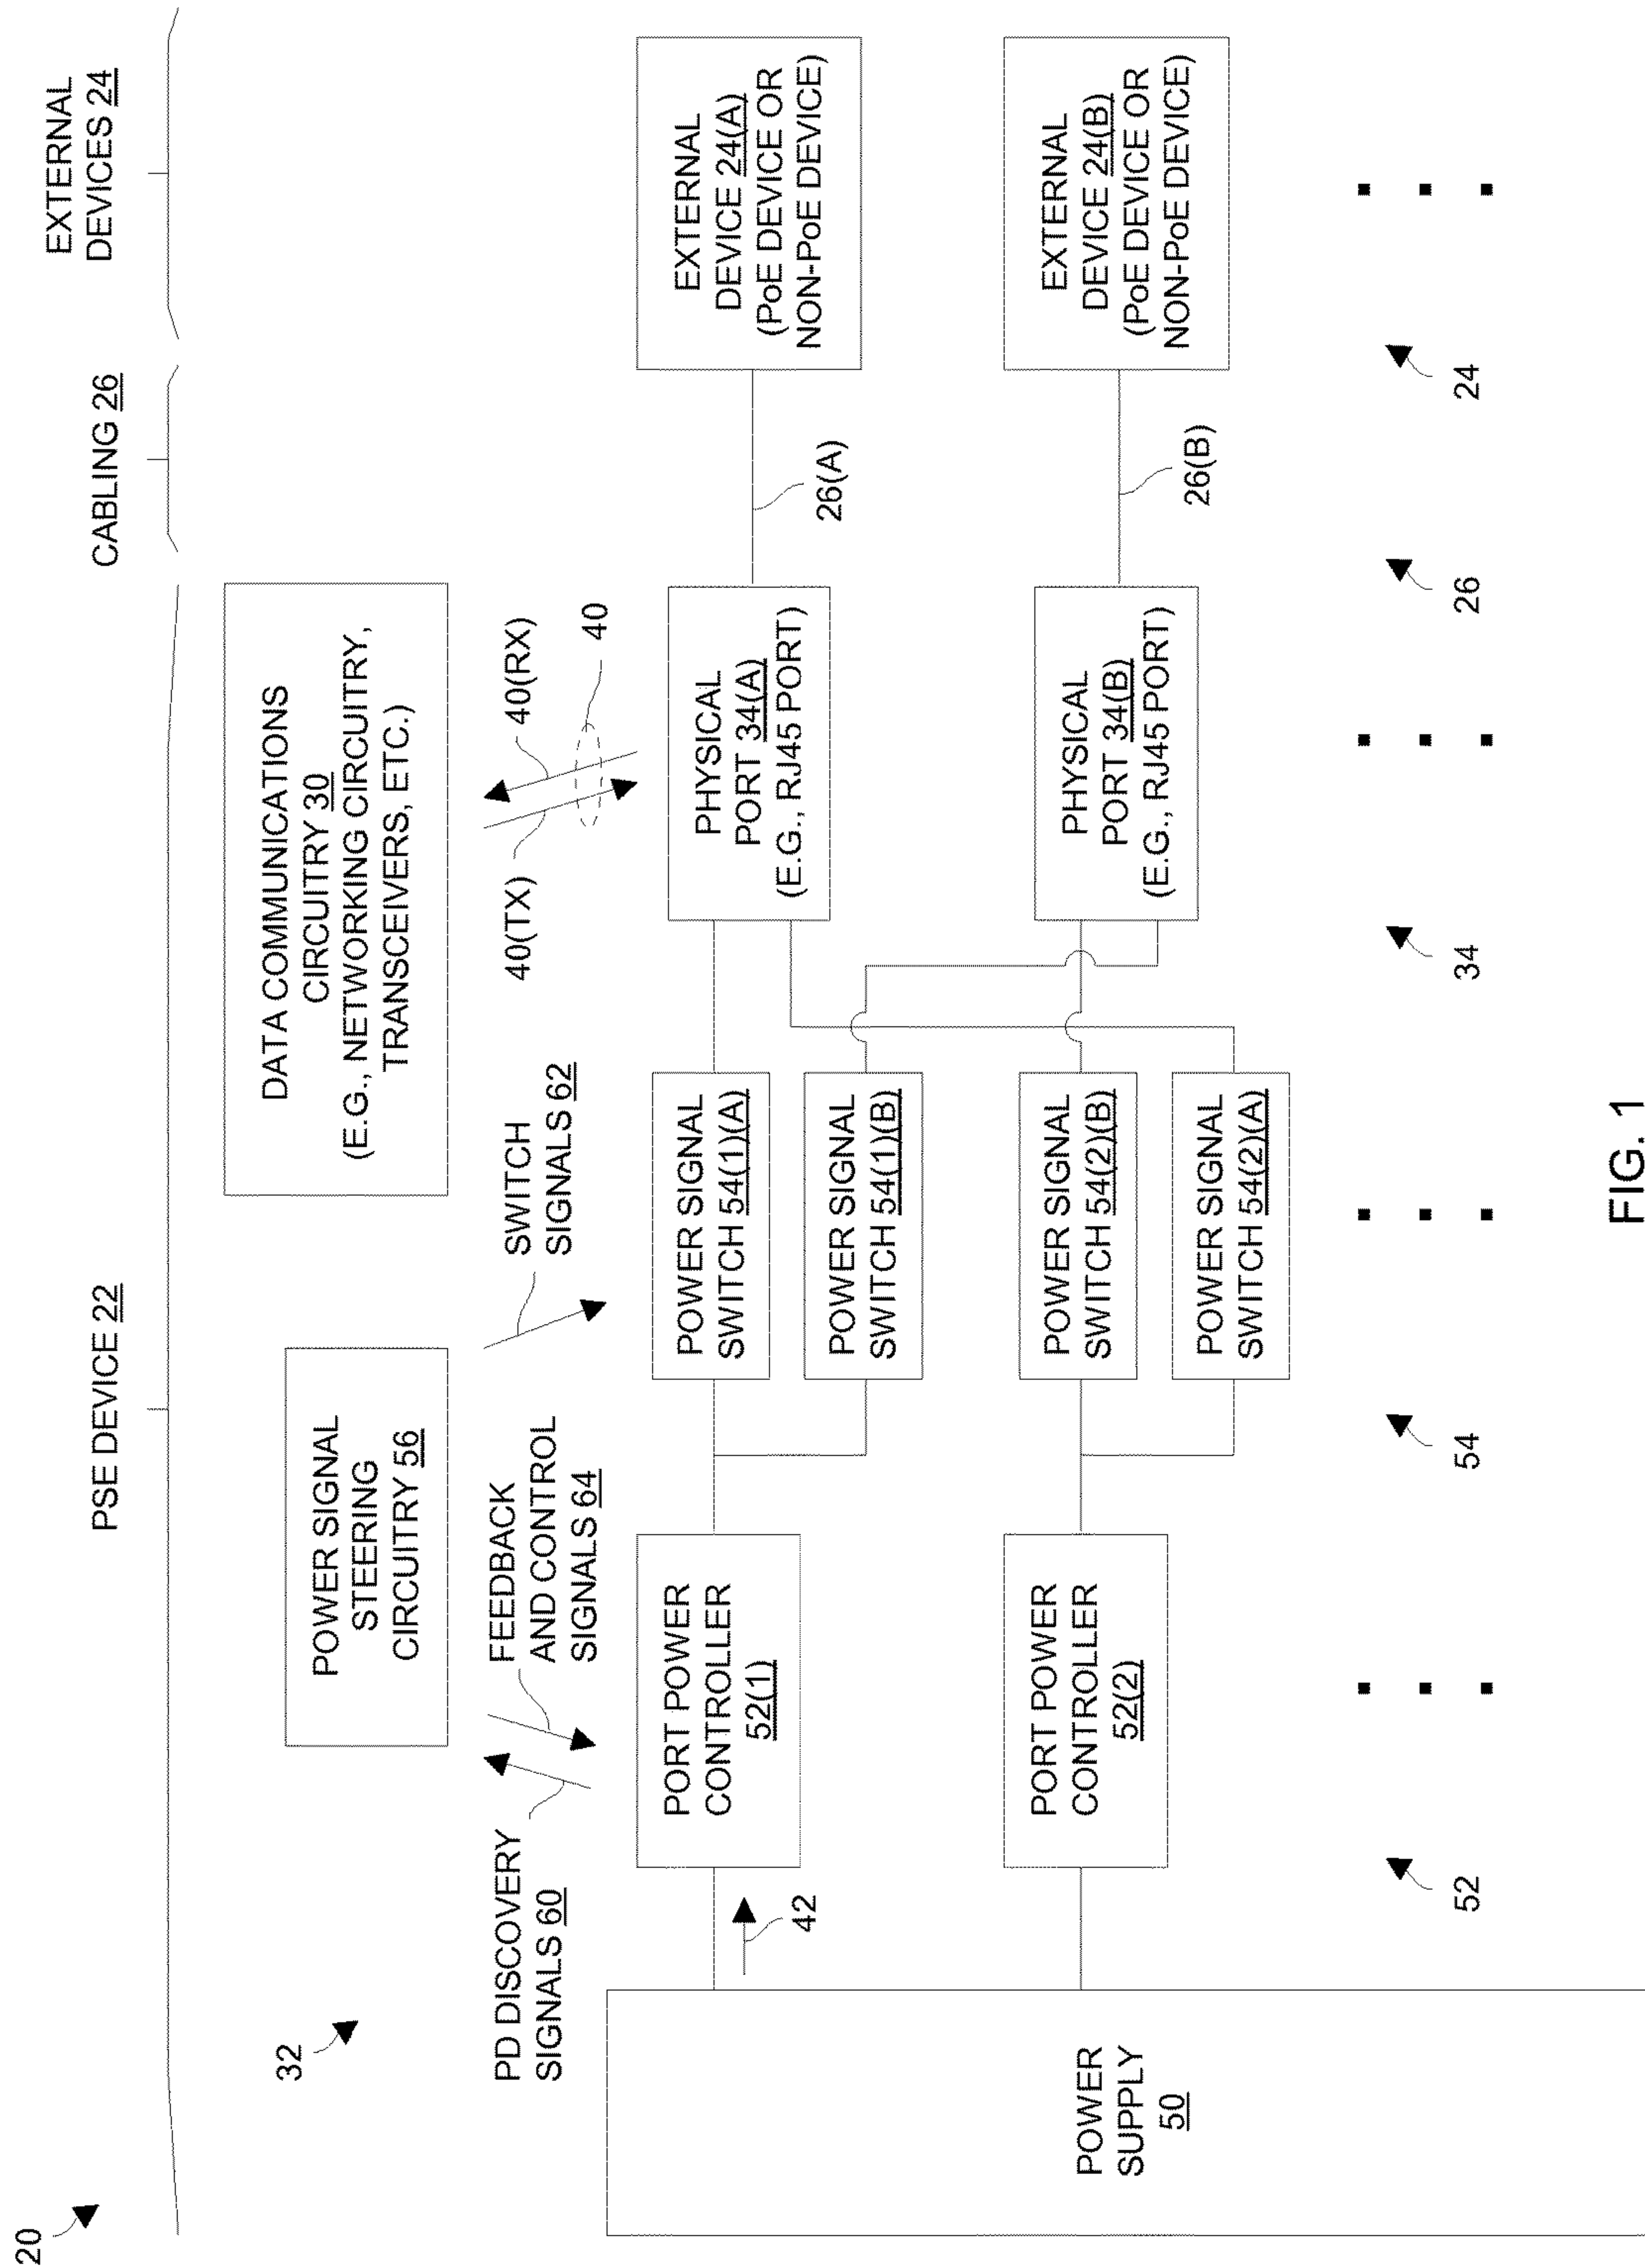 20
PSE DEVICE 22
CABLING 26
EXTERNAL
DEVICES 24
32
POWER SIGNAL
STEERING
CIRCUITRY 56
DATA COMMUNICATIONS
CIRCUITRY 30
(E.G., NETWORKING CIRCUITRY,
TRANSCEIVERS, ETC.)
PD DISCOVERY
SIGNALS 60
FEEDBACK
AND CONTROL
SIGNALS 64
SWITCH
SIGNALS 62
40(TX)
40(RX)
40
POWER
SUPPLY
50
42
PORT POWER
CONTROLLER
52(1)
POWER SIGNAL
SWITCH 54(1)(A)
POWER SIGNAL
SWITCH 54(1)(B)
PHYSICAL
PORT 34(A)
(E.G., RJ45 PORT)
26(A)
EXTERNAL
DEVICE 24(A)
(PoE DEVICE OR
NON-PoE DEVICE)
PORT POWER
CONTROLLER
52(2)
POWER SIGNAL
SWITCH 54(2)(B)
POWER SIGNAL
SWITCH 54(2)(A)
PHYSICAL
PORT 34(B)
(E.G., RJ45 PORT)
26(B)
EXTERNAL
DEVICE 24(B)
(PoE DEVICE OR
NON-PoE DEVICE)
52
54
34
26
24
FIG. 1